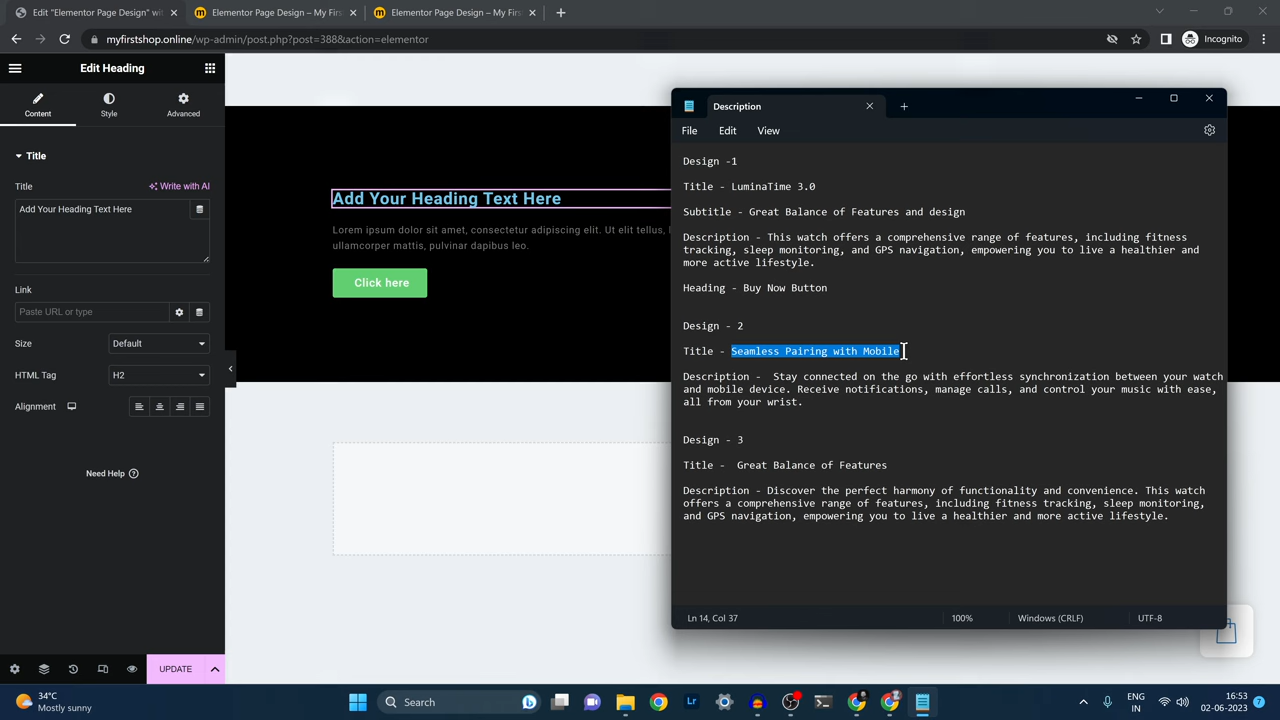 Edit "Elementor Page Design" wit
Elementor Page Design – My First
Elementor Page Design – My First
myfirstshop.online/wp-admin/post.php?post=388&action=elementor
Incognito
Edit Heading
Content
Style
Advanced
Title
Title
Write with AI
Add Your Heading Text Here
Link
Paste URL or type
Size
Default
HTML Tag
H2
Alignment
Need Help
UPDATE
Add Your Heading Text Here
Lorem ipsum dolor sit amet, consectetur adipiscing elit. Ut elit tellus, l
ullamcorper mattis, pulvinar dapibus leo.
Click here
Description
File
Edit
View
Design -1
Title - LuminaTime 3.0
Subtitle - Great Balance of Features and design
Description - This watch offers a comprehensive range of features, including fitness
tracking, sleep monitoring, and GPS navigation, empowering you to live a healthier and
more active lifestyle.
Heading - Buy Now Button
Design - 2
Title - Seamless Pairing with Mobile
Description -  Stay connected on the go with effortless synchronization between your watch
and mobile device. Receive notifications, manage calls, and control your music with ease,
all from your wrist.
Design - 3
Title -  Great Balance of Features
Description - Discover the perfect harmony of functionality and convenience. This watch
offers a comprehensive range of features, including fitness tracking, sleep monitoring,
and GPS navigation, empowering you to live a healthier and more active lifestyle.
Ln 14, Col 37
100%
Windows (CRLF)
UTF-8
34°C
Mostly sunny
Search
Lr
ENG
IN
16:53
02-06-2023
7